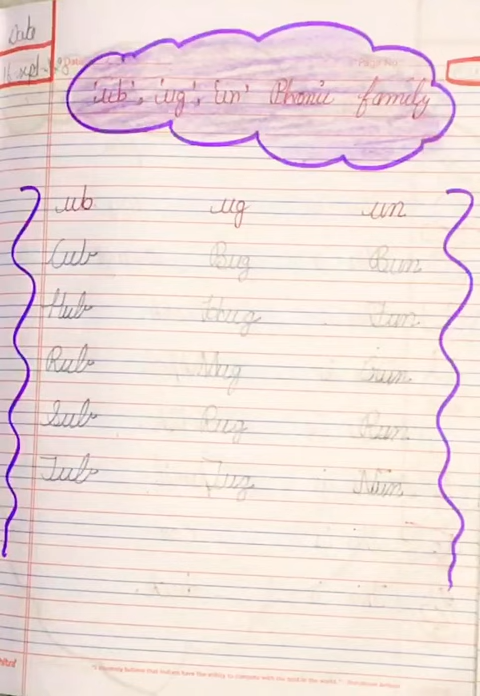 Date
'ub', 'ug', 'un' Phonic family
ub ug un
Cub Bug Bun
Hub Hug Fun
Rub Mug Sun
Sub Rug Run
Tub Jug Nun